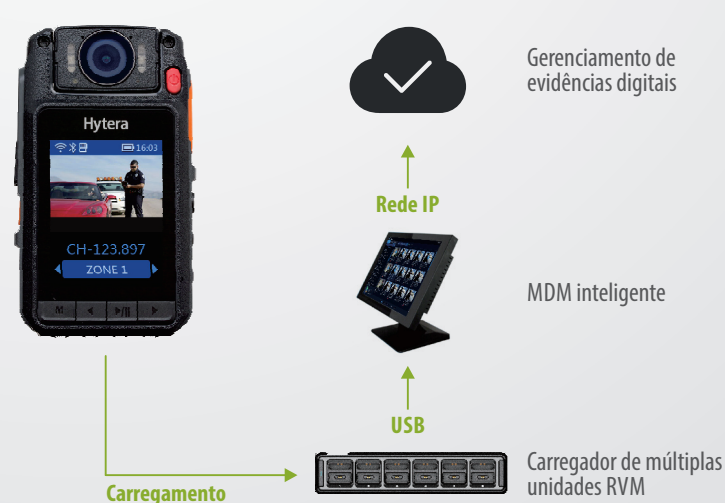 Hytera
16:03
CH-123.897
ZONE 1
M
Gerenciamento de
evidências digitais
Rede IP
MDM inteligente
USB
Carregador de múltiplas
unidades RVM
Carregamento